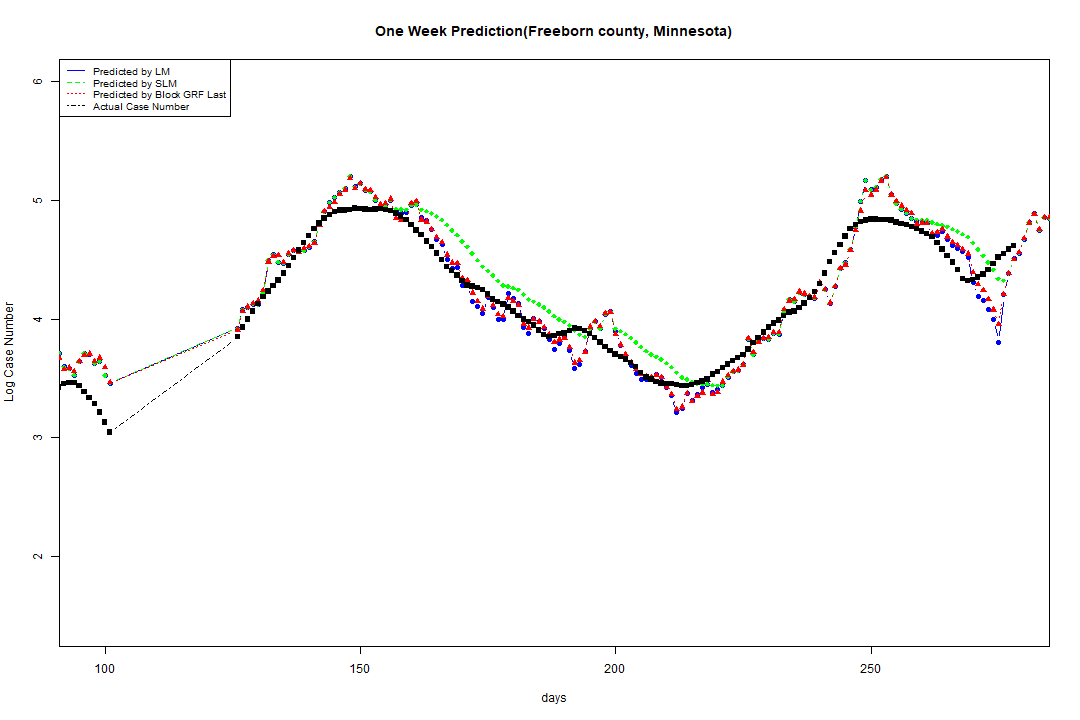 One Week Prediction(Freeborn county, Minnesota)
Predicted by LM
Predicted by SLM
Predicted by Block GRF Last
Actual Case Number
6
5
4
3
2
Log Case Number
100 150 200 250
days